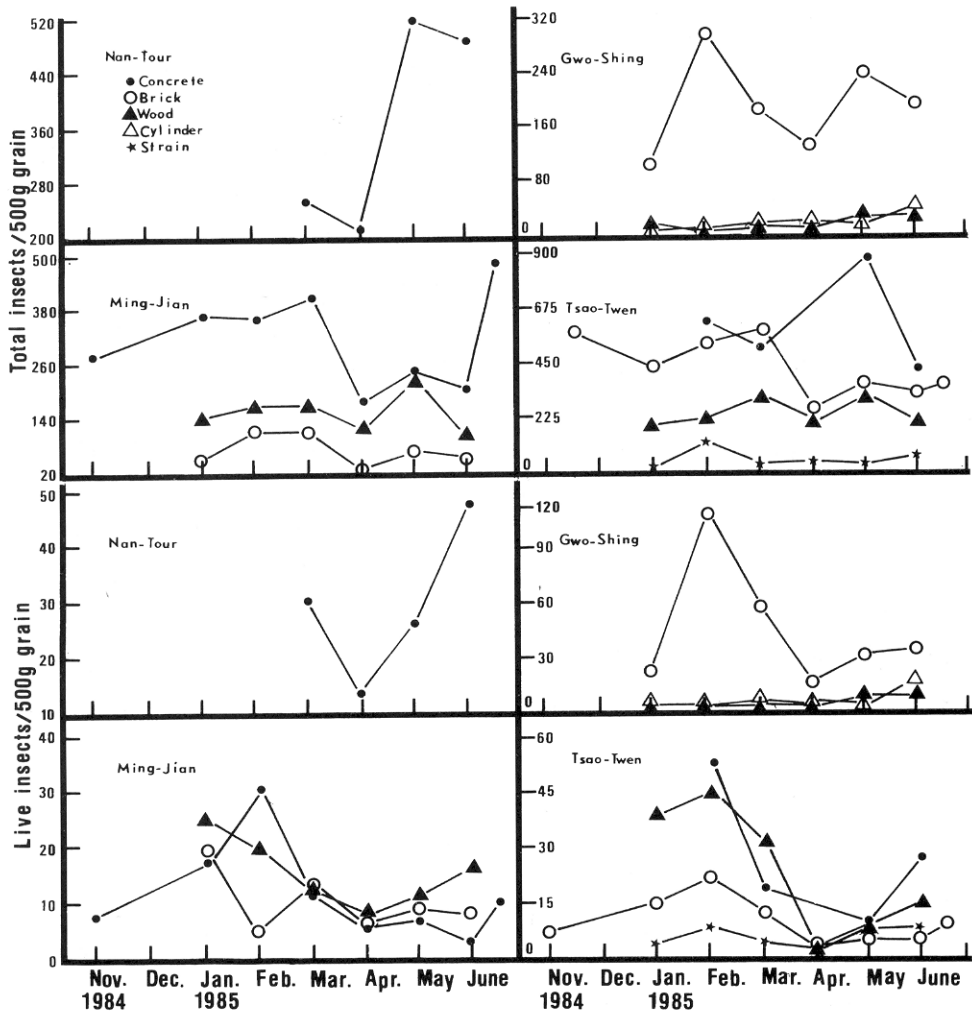 Total insects/500g grain
520
440
360
280
200
Nan-Tour
Concrete
Brick
Wood
Cylinder
Strain
320
240
160
80
0
Gwo-Shing
500
380
260
140
20
Ming-Jian
900
675
450
225
0
Tsao-Twen
Live insects/500g grain
50
40
30
20
10
Nan-Tour
120
90
60
30
0
Gwo-Shing
40
30
20
10
0
Ming-Jian
60
45
30
15
0
Tsao-Twen
Nov. Dec. Jan. Feb. Mar. Apr. May June
1984 1985
Nov. Dec. Jan. Feb. Mar. Apr. May June
1984 1985